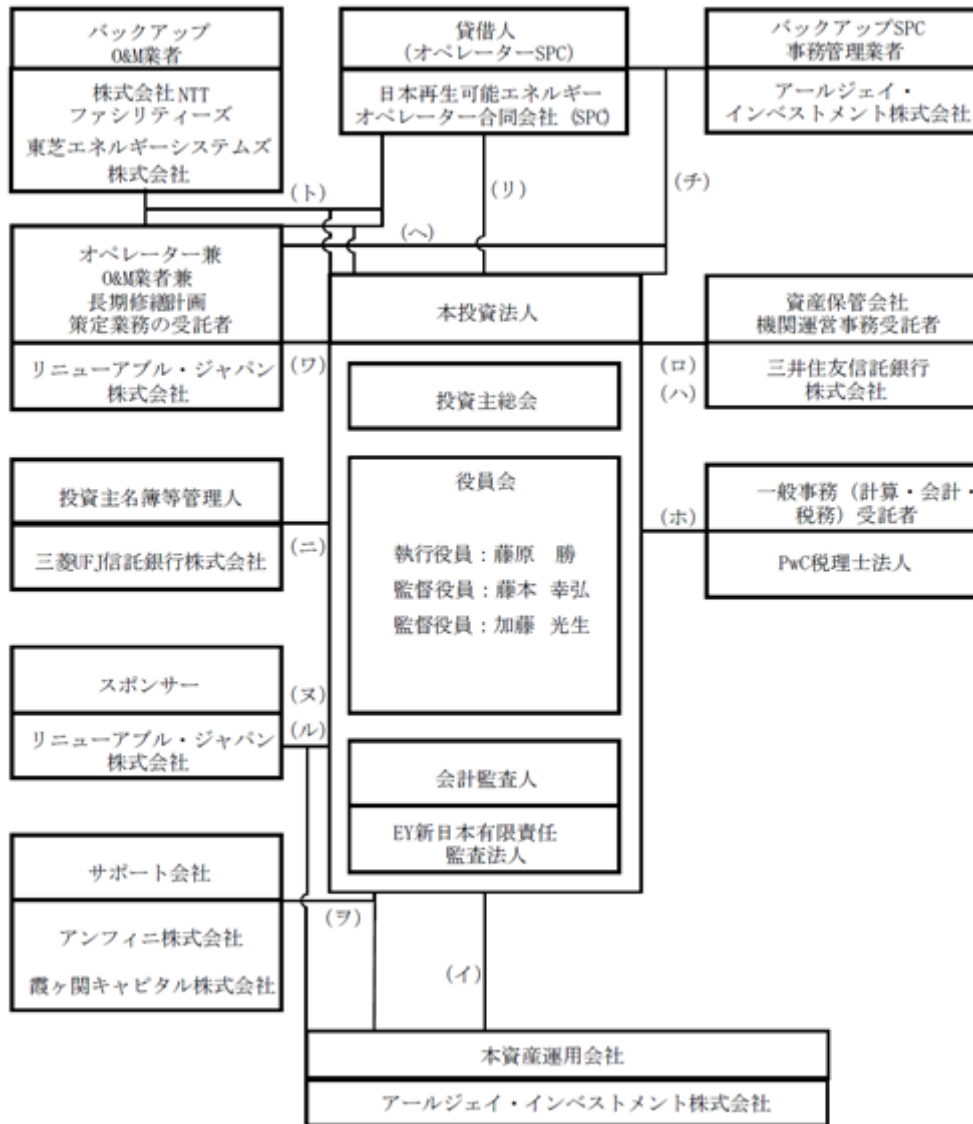 バックアップ
O&M業者
株式会社NTT
ファシリティーズ
東芝エネルギーシステムズ
株式会社
賃借人
(オペレーターSPC)
日本再生可能エネルギー
オペレーター合同会社(SPC)
バックアップSPC
事務管理業者
アールジェイ・
インベストメント株式会社
(ト)
(リ)
(チ)
(ヘ)
オペレーター兼
O&M業者兼
長期修繕計画
策定業務の受託者
リニューアブル・ジャパン
株式会社
(ワ)
本投資法人
投資主総会
役員会
執行役員:藤原 勝
監督役員:藤本 幸弘
監督役員:加藤 光生
会計監査人
EY新日本有限責任
監査法人
資産保管会社
機関運営事務受託者
三井住友信託銀行
株式会社
(ロ)
(ハ)
投資主名簿等管理人
三菱UFJ信託銀行株式会社
(ニ)
一般事務(計算・会計・
税務)受託者
PwC税理士法人
(ホ)
スポンサー
リニューアブル・ジャパン
株式会社
(ヌ)
(ル)
サポート会社
アンフィニ株式会社
霞ヶ関キャピタル株式会社
(ヲ)
(イ)
本資産運用会社
アールジェイ・インベストメント株式会社